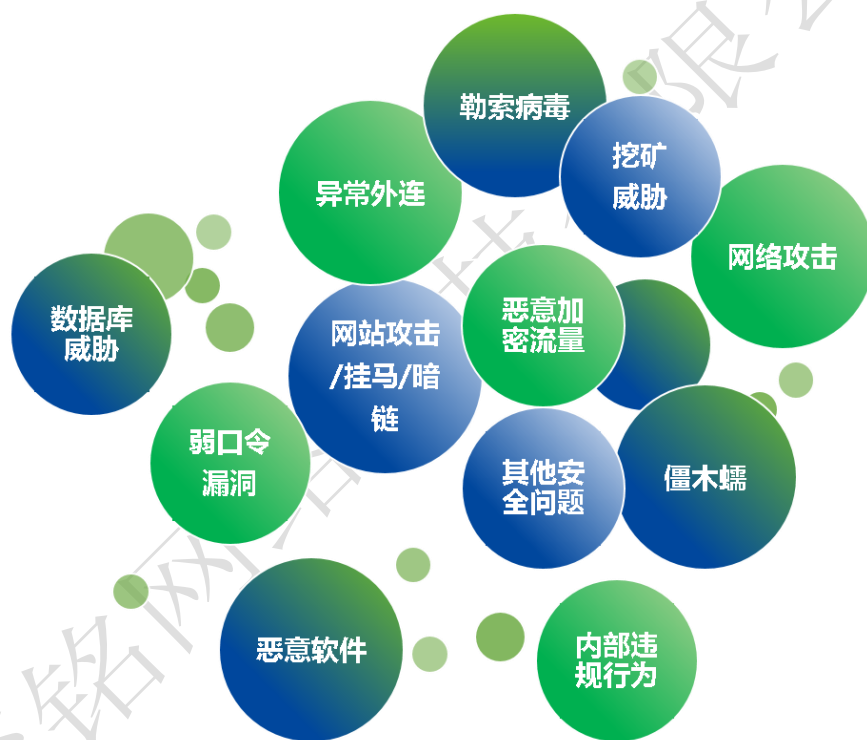 勒索病毒
挖矿
威胁
异常外连
网络攻击
恶意加
密流量
数据库
威胁
网站攻击
/挂马/暗
链
弱口令
漏洞
其他安
全问题
僵木蠕
恶意软件
内部违
规行为